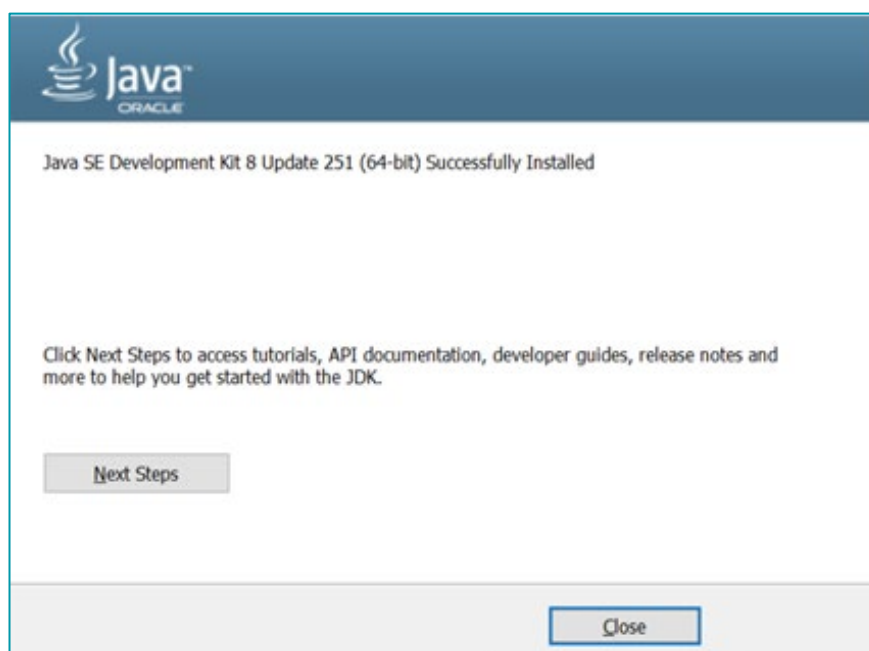 Java™
ORACLE
Java SE Development Kit 8 Update 251 (64-bit) Successfully Installed
Click Next Steps to access tutorials, API documentation, developer guides, release notes and
more to help you get started with the JDK.
Next Steps
Close